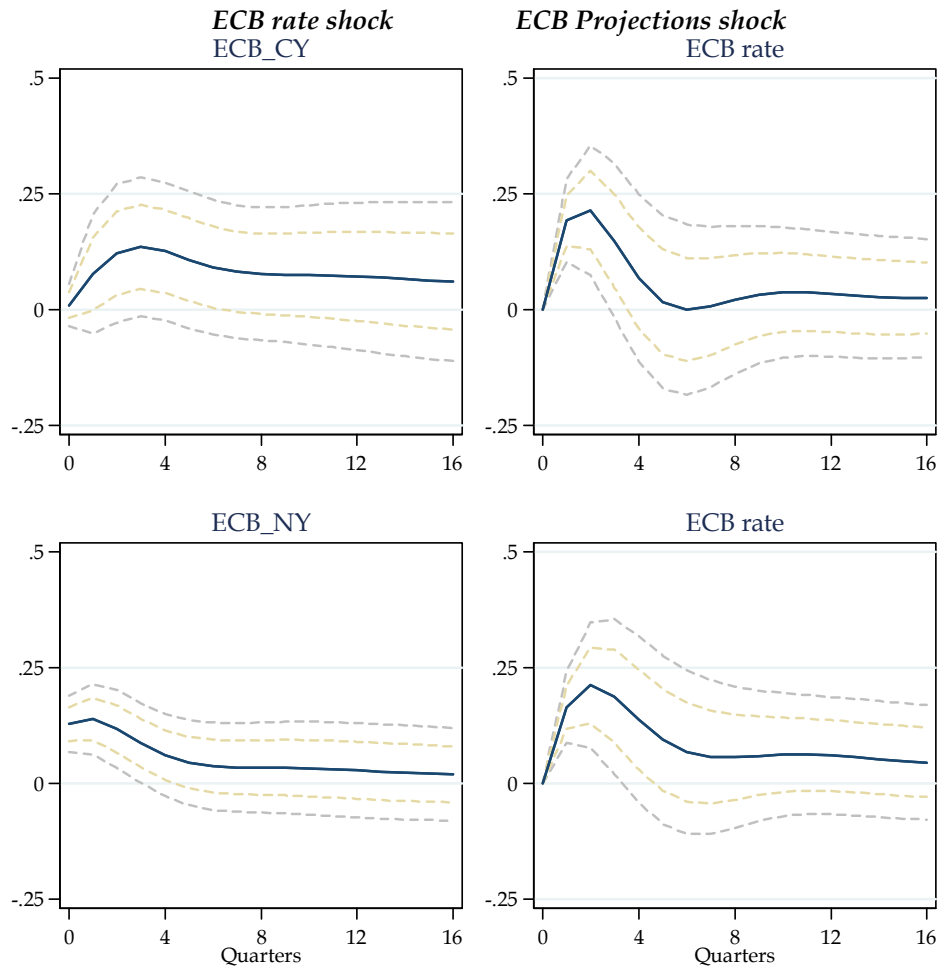 ECB rate shock ECB Projections shock
ECB_CY ECB rate
.5 .5
.25 .25
0 0
-.25 -.25
0 4 8 12 16 0 4 8 12 16
ECB_NY ECB rate
.5 .5
.25 .25
0 0
-.25 -.25
0 4 8 12 16 0 4 8 12 16
Quarters Quarters